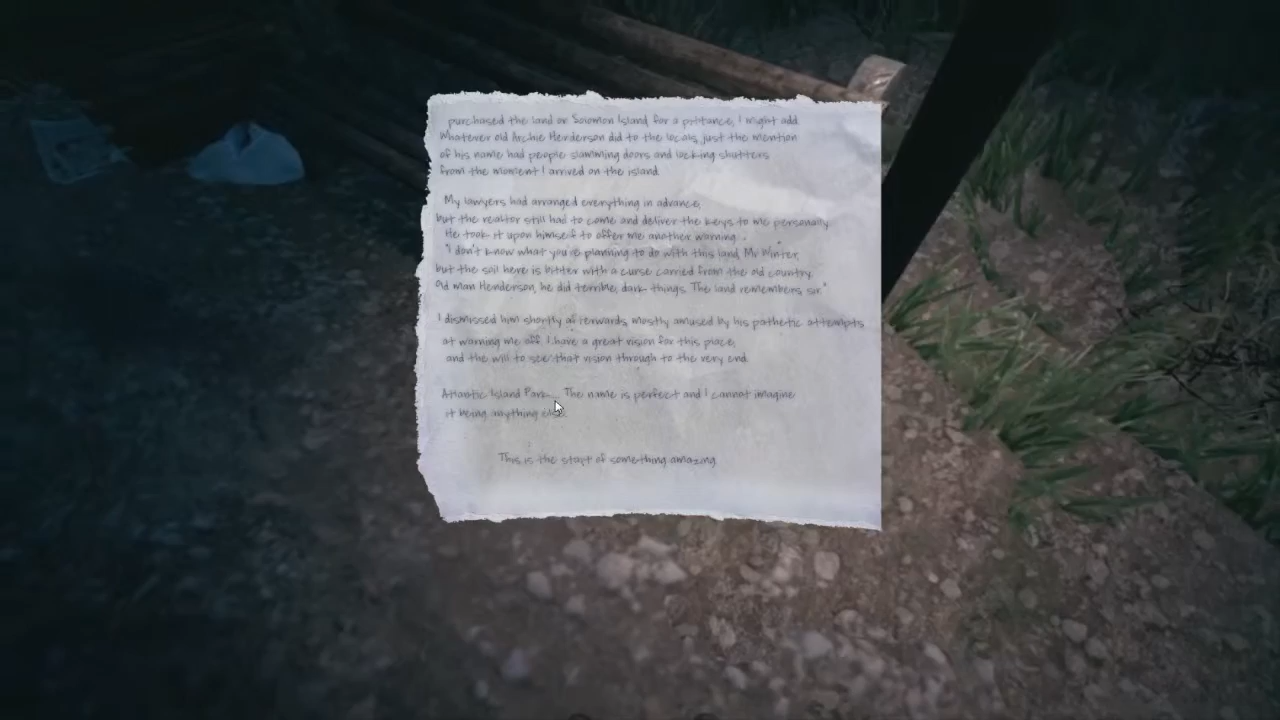 purchased the land on Solomon Island for a pittance, I might add.
Whatever old Archie Henderson did to the locals, just the mention
of his name had people slamming doors and locking shutters
from the moment I arrived on the island.
My lawyers had arranged everything in advance,
but the realtor still had to come and deliver the keys to me personally.
He took it upon himself to offer me another warning.
"I don't know what you're planning to do with this land, Mr Winter,
but the soil here is bitter with a curse carried from the old country.
Old man Henderson, he did terrible, dark things. The land remembers, sir."
I dismissed him shortly afterwards, mostly amused by his pathetic attempts
at warning me off. I have a great vision for this place,
and the will to see that vision through to the very end.
Atlantic Island Park... The name is perfect and I cannot imagine
it being anything else.
This is the start of something amazing.